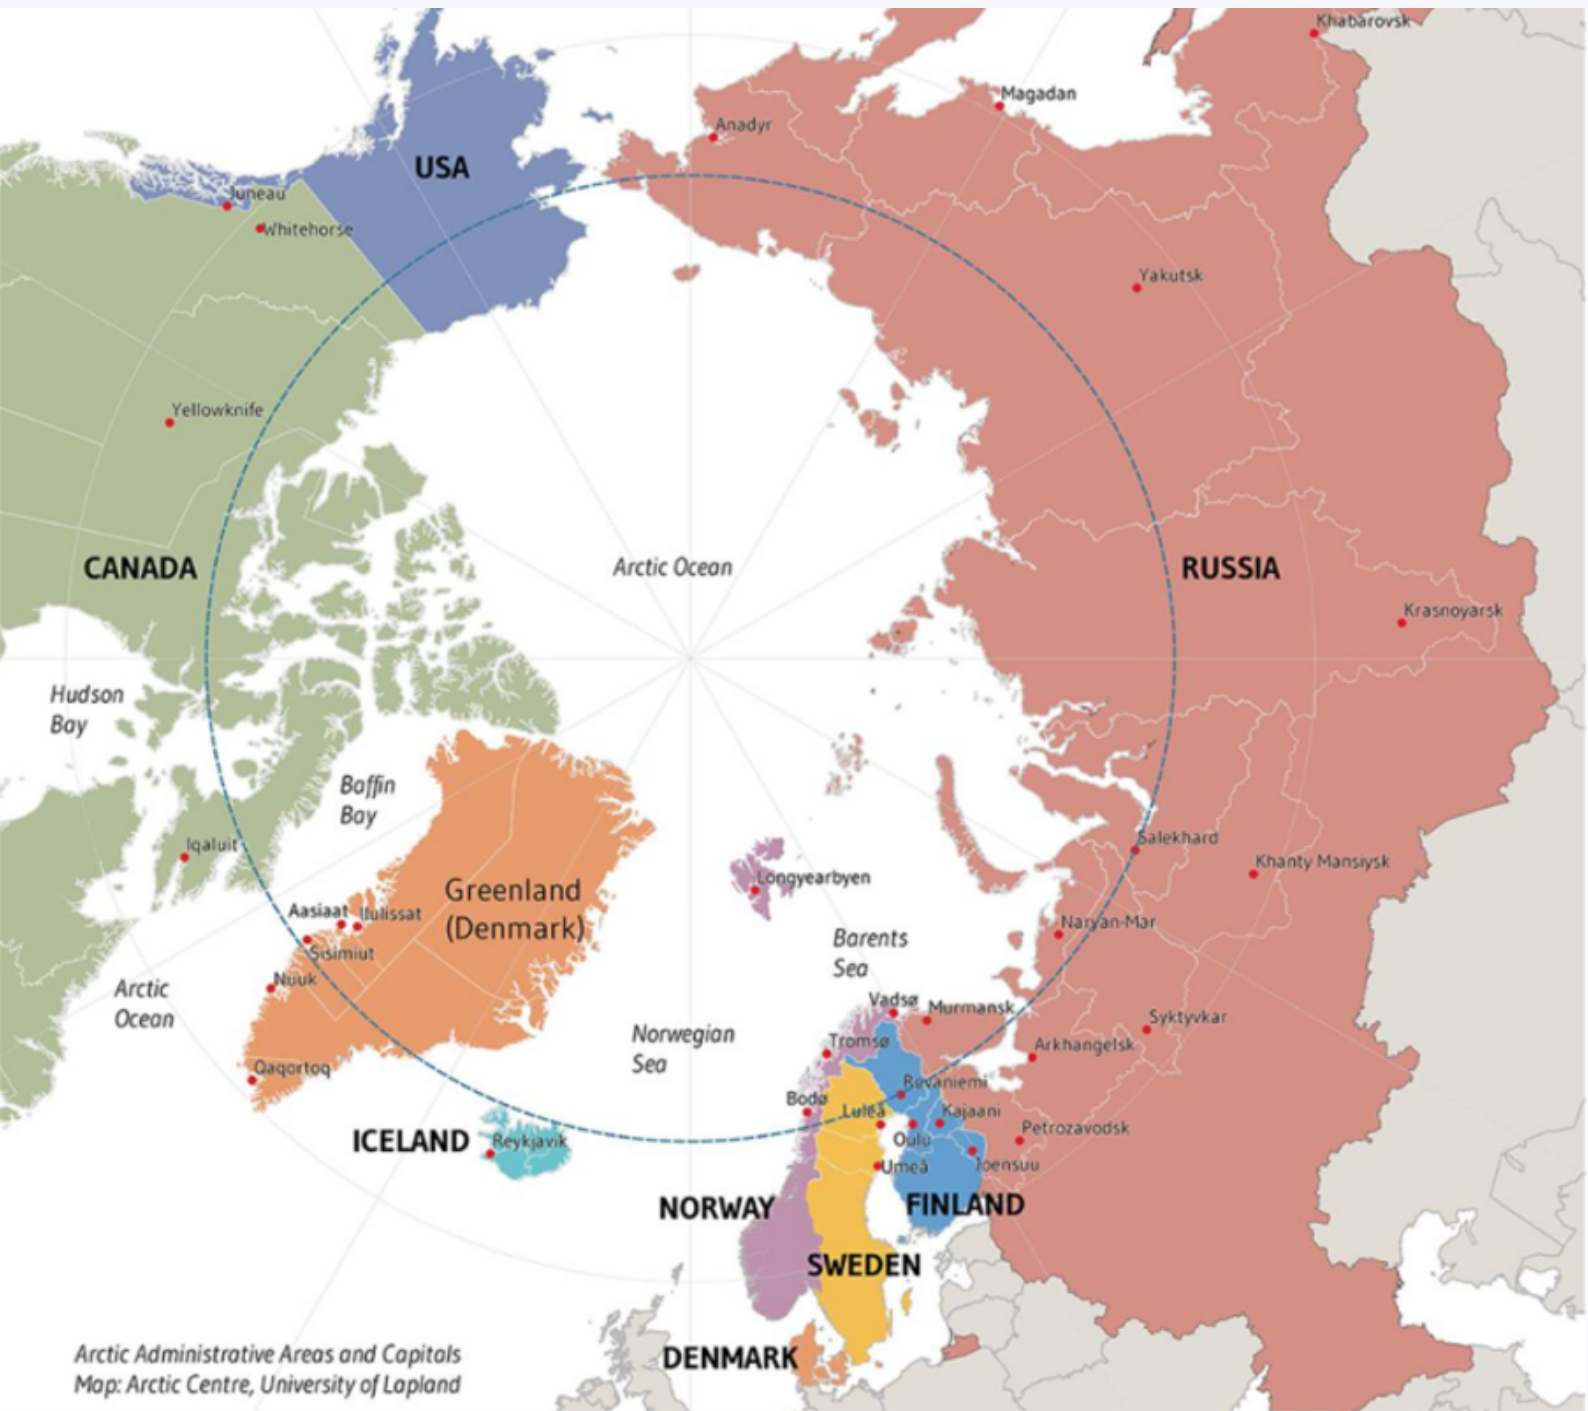 Khabarovsk
Magadan
Anadyr
USA
Juneau
Whitehorse
Yakutsk
Yellowknife
CANADA
Arctic Ocean
RUSSIA
Krasnoyarsk
Hudson
Bay
Baffin
Bay
Salekhard
Iqaluit
Khanty Mansiysk
Longyearbyen
Greenland
(Denmark)
Aasiaat
Ilulissat
Sisimiut
Naryan-Mar
Barents
Sea
Nuuk
Arctic
Ocean
Vadsø
Murmansk
Syktyvkar
Norwegian
Sea
Tromsø
Arkhangelsk
Qaqortoq
Rovaniemi
Bodø
Luleå
Kajaani
Petrozavodsk
ICELAND
Reykjavik
Oulu
Umeå
Joensuu
NORWAY
FINLAND
SWEDEN
DENMARK
Arctic Administrative Areas and Capitals
Map: Arctic Centre, University of Lapland